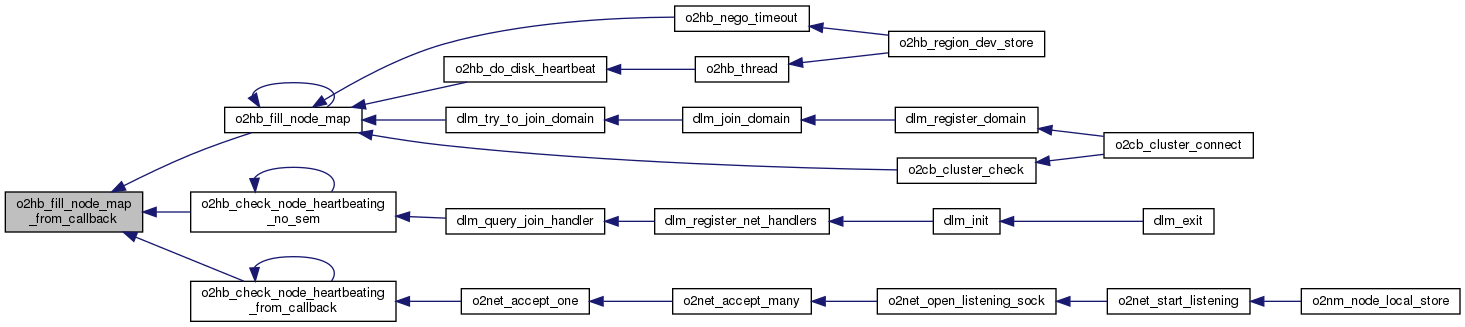 o2hb_nego_timeout
o2hb_region_dev_store
o2hb_do_disk_heartbeat
o2hb_thread
o2hb_fill_node_map
dlm_try_to_join_domain
dlm_join_domain
dlm_register_domain
o2cb_cluster_connect
o2cb_cluster_check
o2hb_fill_node_map
_from_callback
o2hb_check_node_heartbeating
_no_sem
dlm_query_join_handler
dlm_register_net_handlers
dlm_init
dlm_exit
o2hb_check_node_heartbeating
_from_callback
o2net_accept_one
o2net_accept_many
o2net_open_listening_sock
o2net_start_listening
o2nm_node_local_store